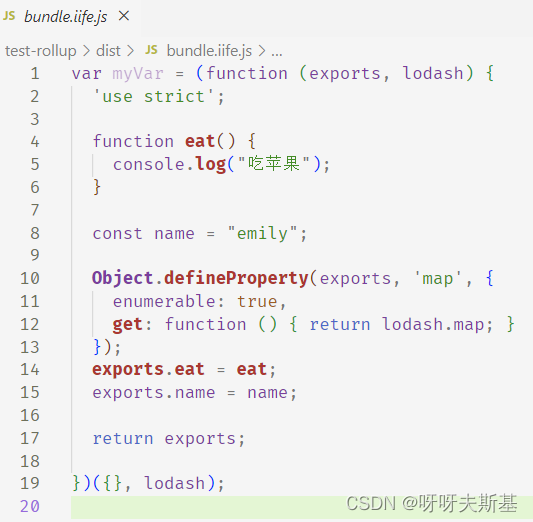 JS bundle.iife.js ×
test-rollup > dist > JS bundle.iife.js > ...
1 var myVar = (function (exports, lodash) {
2   'use strict';
3
4   function eat() {
5     console.log("吃苹果");
6   }
7
8   const name = "emily";
9
10   Object.defineProperty(exports, 'map', {
11     enumerable: true,
12     get: function () { return lodash.map; }
13   });
14   exports.eat = eat;
15   exports.name = name;
16
17   return exports;
18
19 })({}, lodash);
20
CSDN @呀呀夫斯基